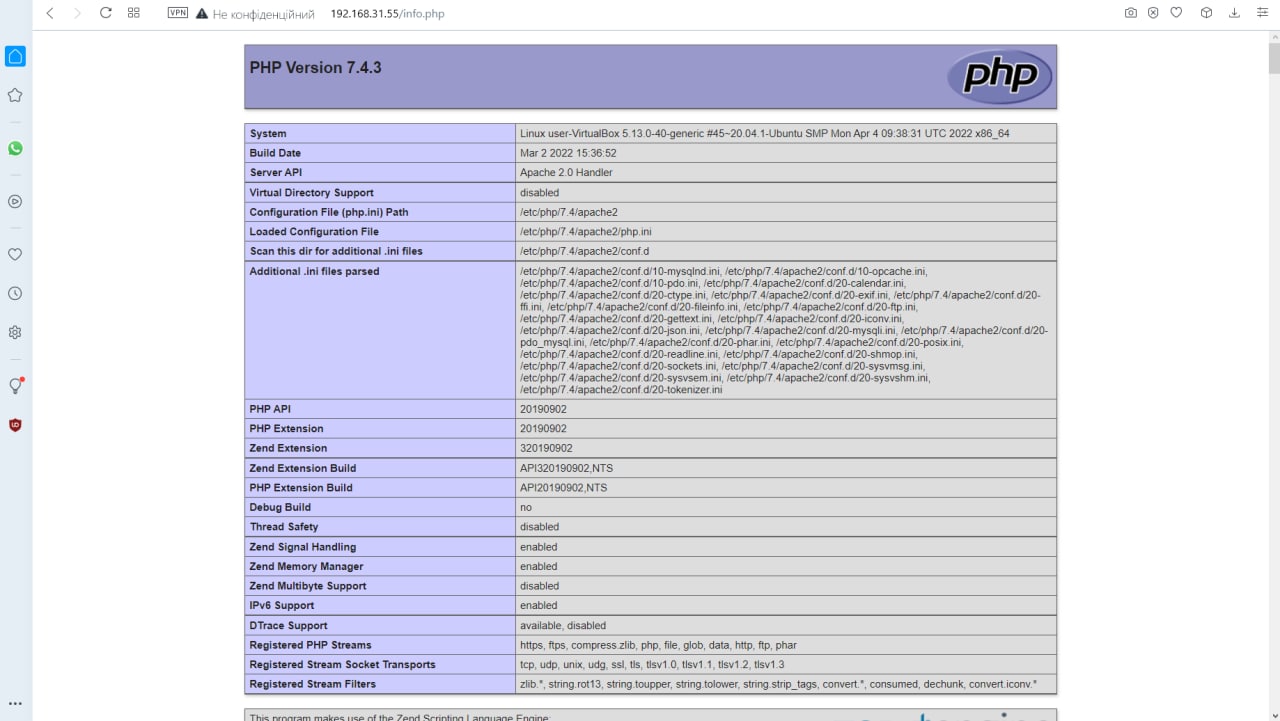 VPN Не конфіденційний 192.168.31.55/info.php
PHP Version 7.4.3
php
System Linux user-VirtualBox 5.13.0-40-generic #45~20.04.1-Ubuntu SMP Mon Apr 4 09:38:31 UTC 2022 x86_64
Build Date Mar 2 2022 15:36:52
Server API Apache 2.0 Handler
Virtual Directory Support disabled
Configuration File (php.ini) Path /etc/php/7.4/apache2
Loaded Configuration File /etc/php/7.4/apache2/php.ini
Scan this dir for additional .ini files /etc/php/7.4/apache2/conf.d
Additional .ini files parsed /etc/php/7.4/apache2/conf.d/10-mysqlnd.ini, /etc/php/7.4/apache2/conf.d/10-opcache.ini,
/etc/php/7.4/apache2/conf.d/10-pdo.ini, /etc/php/7.4/apache2/conf.d/20-calendar.ini,
/etc/php/7.4/apache2/conf.d/20-ctype.ini, /etc/php/7.4/apache2/conf.d/20-exif.ini, /etc/php/7.4/apache2/conf.d/20-
ffi.ini, /etc/php/7.4/apache2/conf.d/20-fileinfo.ini, /etc/php/7.4/apache2/conf.d/20-ftp.ini,
/etc/php/7.4/apache2/conf.d/20-gettext.ini, /etc/php/7.4/apache2/conf.d/20-iconv.ini,
/etc/php/7.4/apache2/conf.d/20-json.ini, /etc/php/7.4/apache2/conf.d/20-mysqli.ini, /etc/php/7.4/apache2/conf.d/20-
pdo_mysql.ini, /etc/php/7.4/apache2/conf.d/20-phar.ini, /etc/php/7.4/apache2/conf.d/20-posix.ini,
/etc/php/7.4/apache2/conf.d/20-readline.ini, /etc/php/7.4/apache2/conf.d/20-shmop.ini,
/etc/php/7.4/apache2/conf.d/20-sockets.ini, /etc/php/7.4/apache2/conf.d/20-sysvmsg.ini,
/etc/php/7.4/apache2/conf.d/20-sysvsem.ini, /etc/php/7.4/apache2/conf.d/20-sysvshm.ini,
/etc/php/7.4/apache2/conf.d/20-tokenizer.ini
PHP API 20190902
PHP Extension 20190902
Zend Extension 320190902
Zend Extension Build API320190902,NTS
PHP Extension Build API20190902,NTS
Debug Build no
Thread Safety disabled
Zend Signal Handling enabled
Zend Memory Manager enabled
Zend Multibyte Support disabled
IPv6 Support enabled
DTrace Support available, disabled
Registered PHP Streams https, ftps, compress.zlib, php, file, glob, data, http, ftp, phar
Registered Stream Socket Transports tcp, udp, unix, udg, ssl, tls, tlsv1.0, tlsv1.1, tlsv1.2, tlsv1.3
Registered Stream Filters zlib.*, string.rot13, string.toupper, string.tolower, string.strip_tags, convert.*, consumed, dechunk, convert.iconv.*
This program makes use of the Zend Scripting Language Engine: